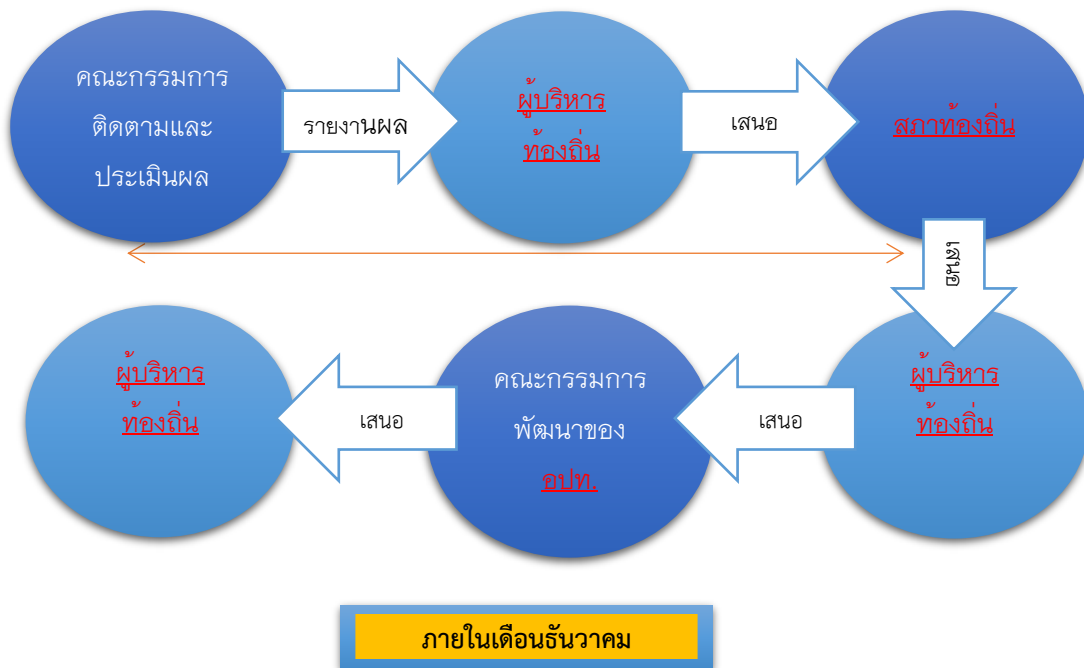 คณะกรรมการ
ติดตามและ
ประเมินผล
รายงานผล
ผู้บริหาร
ท้องถิ่น
เสนอ
สภาท้องถิ่น
เสนอ
ผู้บริหาร
ท้องถิ่น
เสนอ
คณะกรรมการ
พัฒนาของ
อปท.
เสนอ
ผู้บริหาร
ท้องถิ่น
ภายในเดือนธันวาคม